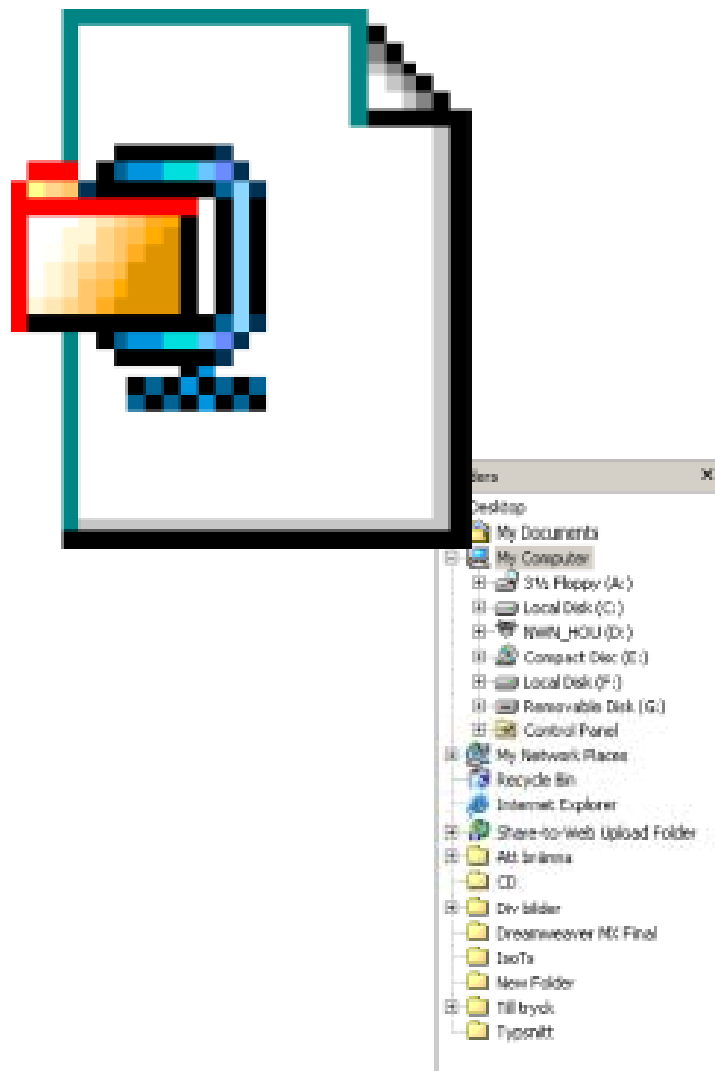 ders
Desktop
My Documents
My Computer
3½ Floppy (A:)
Local Disk (C:)
NWN_HOU (D:)
Compact Disc (E:)
Local Disk (F:)
Removable Disk (G:)
Control Panel
My Network Places
Recycle Bin
Internet Explorer
Share-to-Web Upload Folder
Att bränna
CD
Div bilder
Dreamweaver MX Final
IsoTs
New Folder
Till tryck
Typsnitt